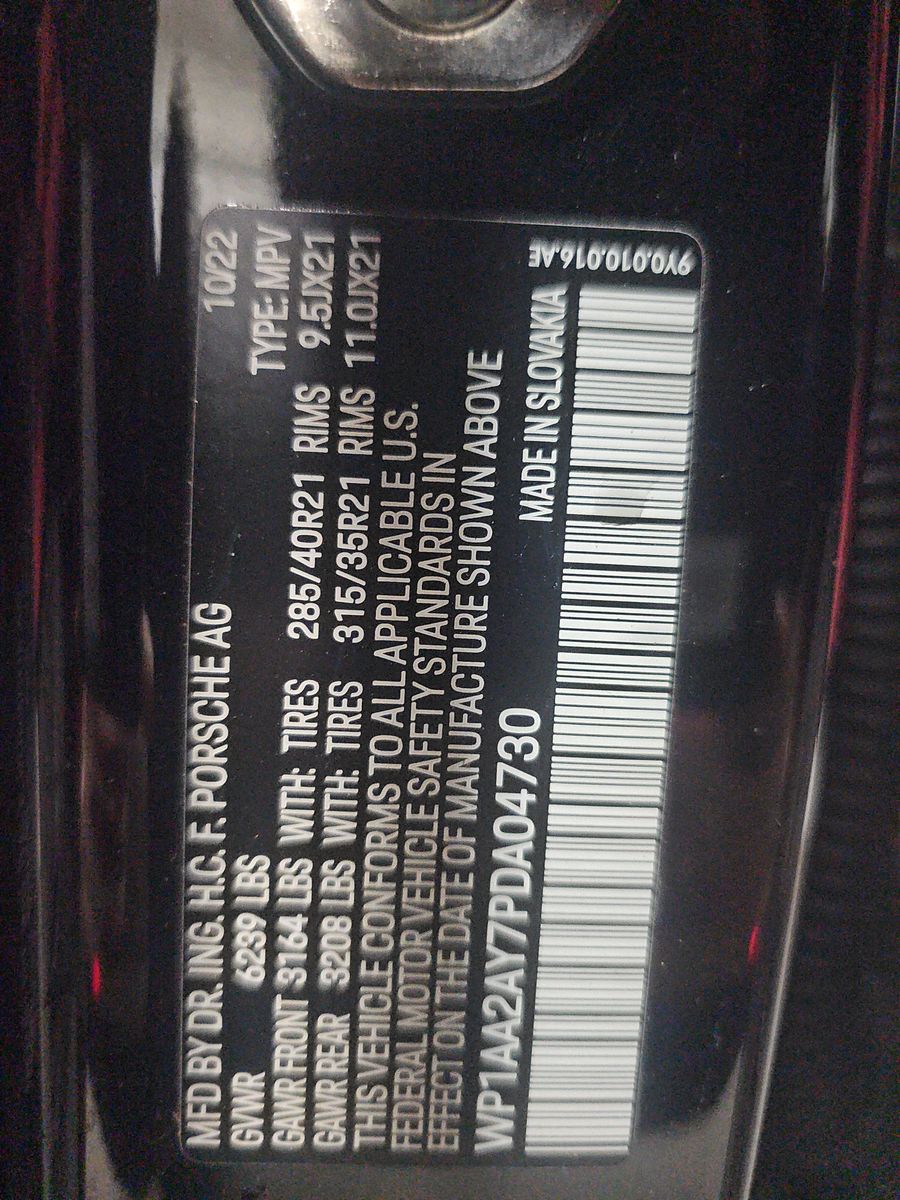 MFD BY DR. ING. H.C. F. PORSCHE AG 10/22
GVWR 6239 LBS TYPE: MPV
GAWR FRONT 3164 LBS WITH: TIRES 285/40R21 RIMS 9.5JX21
GAWR REAR 3208 LBS WITH: TIRES 315/35R21 RIMS 11.0JX21
THIS VEHICLE CONFORMS TO ALL APPLICABLE U.S.
FEDERAL MOTOR VEHICLE SAFETY STANDARDS IN
EFFECT ON THE DATE OF MANUFACTURE SHOWN ABOVE
WP1AA2AY7PDA04730 MADE IN SLOVAKIA
9Y0.010.016.AE